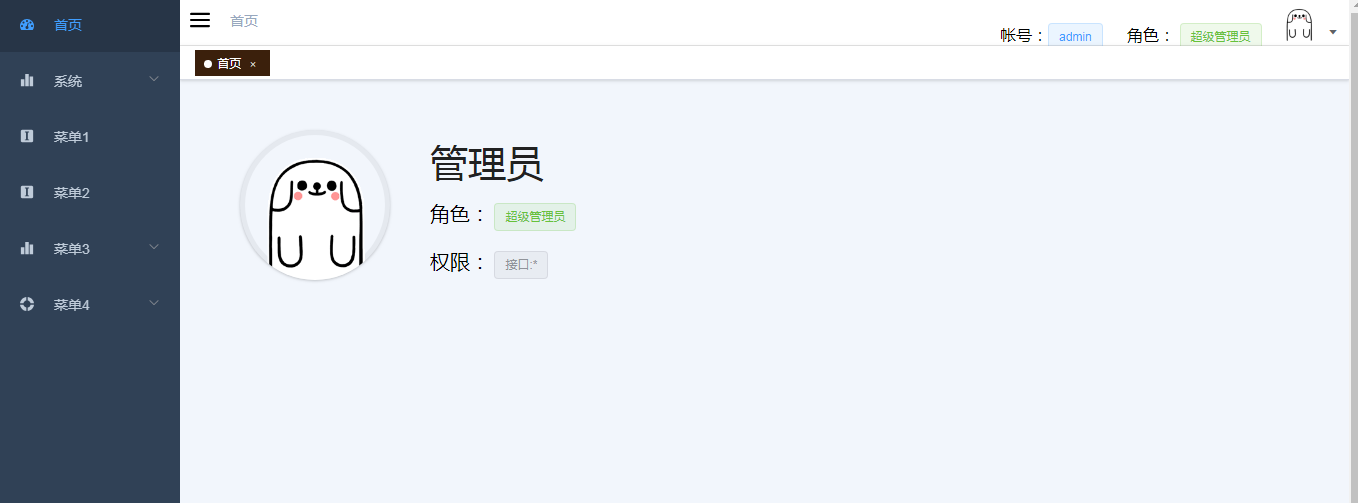 首页
系统
菜单1
菜单2
菜单3
菜单4
首页
帐号： admin 角色： 超级管理员
首页 ×
管理员
角色： 超级管理员
权限： 接口:*